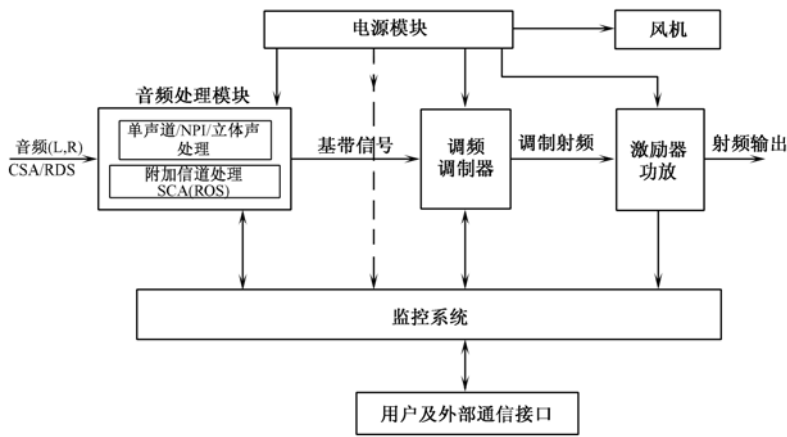 电源模块
风机
音频处理模块
音频(L,R)
CSA/RDS
单声道/NPI/立体声
处理
附加信道处理
SCA(ROS)
基带信号
调频
调制器
调制射频
激励器
功放
射频输出
监控系统
用户及外部通信接口